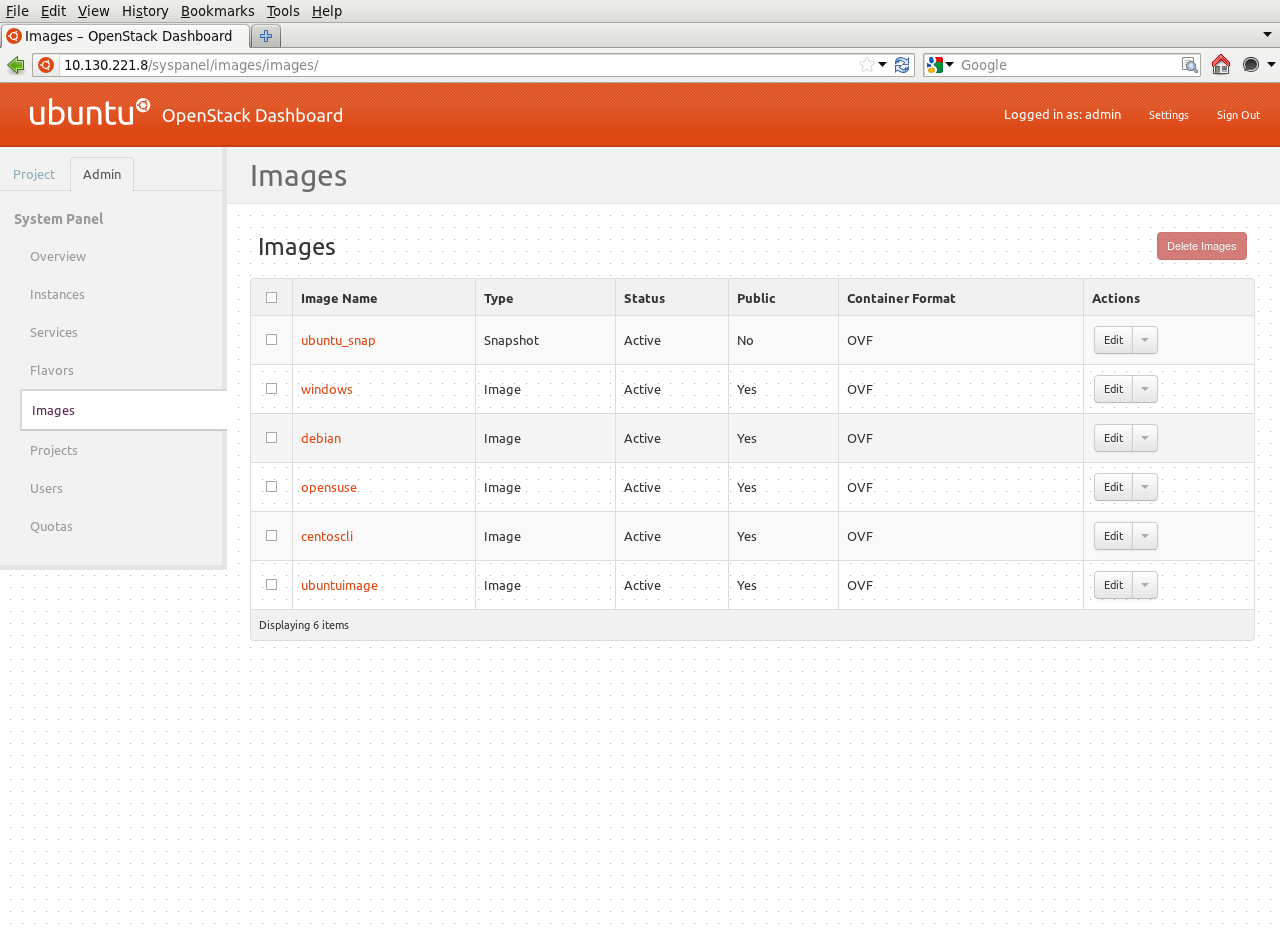 File Edit View History Bookmarks Tools Help
Images – OpenStack Dashboard
10.130.221.8/syspanel/images/images/ Google
ubuntu OpenStack Dashboard Logged in as: admin Settings Sign Out
Project Admin
Images
System Panel
Overview
Instances
Services
Flavors
Images
Projects
Users
Quotas
Images Delete Images
Image Name Type Status Public Container Format Actions
ubuntu_snap Snapshot Active No OVF Edit
windows Image Active Yes OVF Edit
debian Image Active Yes OVF Edit
opensuse Image Active Yes OVF Edit
centoscli Image Active Yes OVF Edit
ubuntuimage Image Active Yes OVF Edit
Displaying 6 items